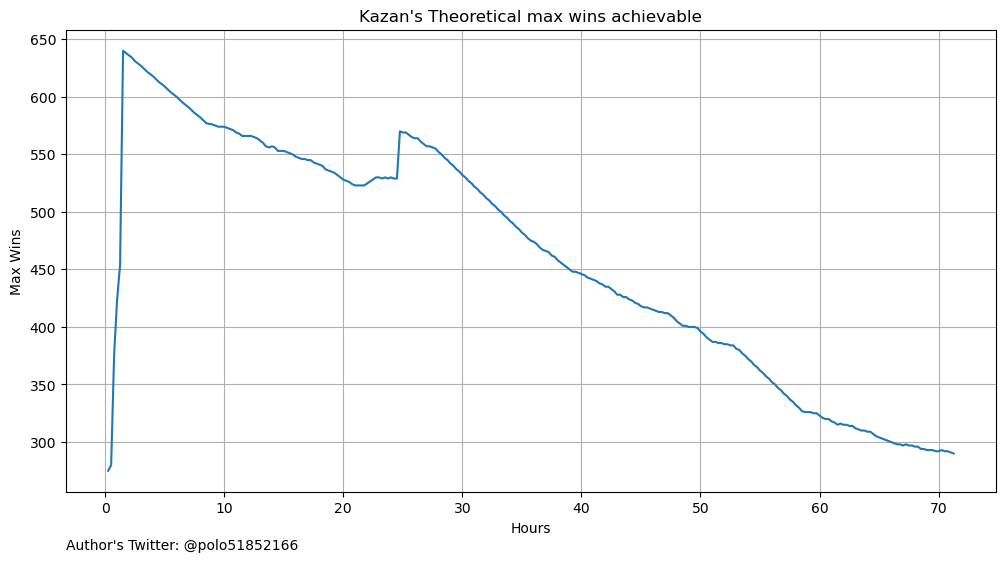 Kazan's Theoretical max wins achievable
650
600
550
500
450
400
350
300
Max Wins
0 10 20 30 40 50 60 70
Hours
Author's Twitter: @polo51852166